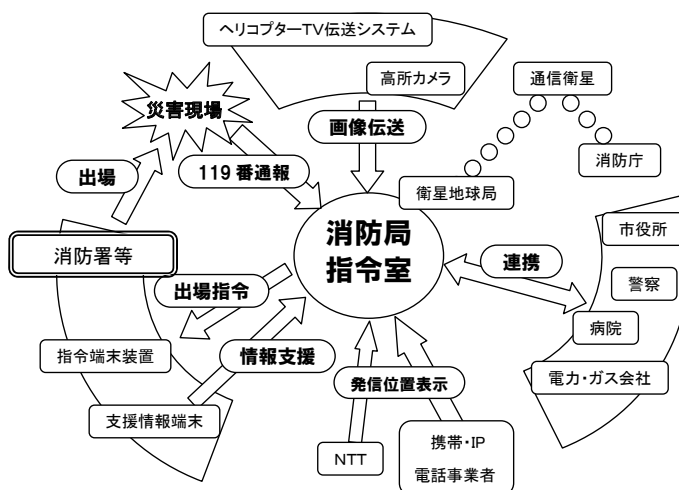 ヘリコプターTV伝送システム
高所カメラ
通信衛星
災害現場
画像伝送
消防庁
出場
119番通報
衛星地球局
消防局
指令室
市役所
消防署等
連携
警察
出場指令
病院
指令端末装置
情報支援
電力・ガス会社
発信位置表示
支援情報端末
NTT
携帯・IP
電話事業者